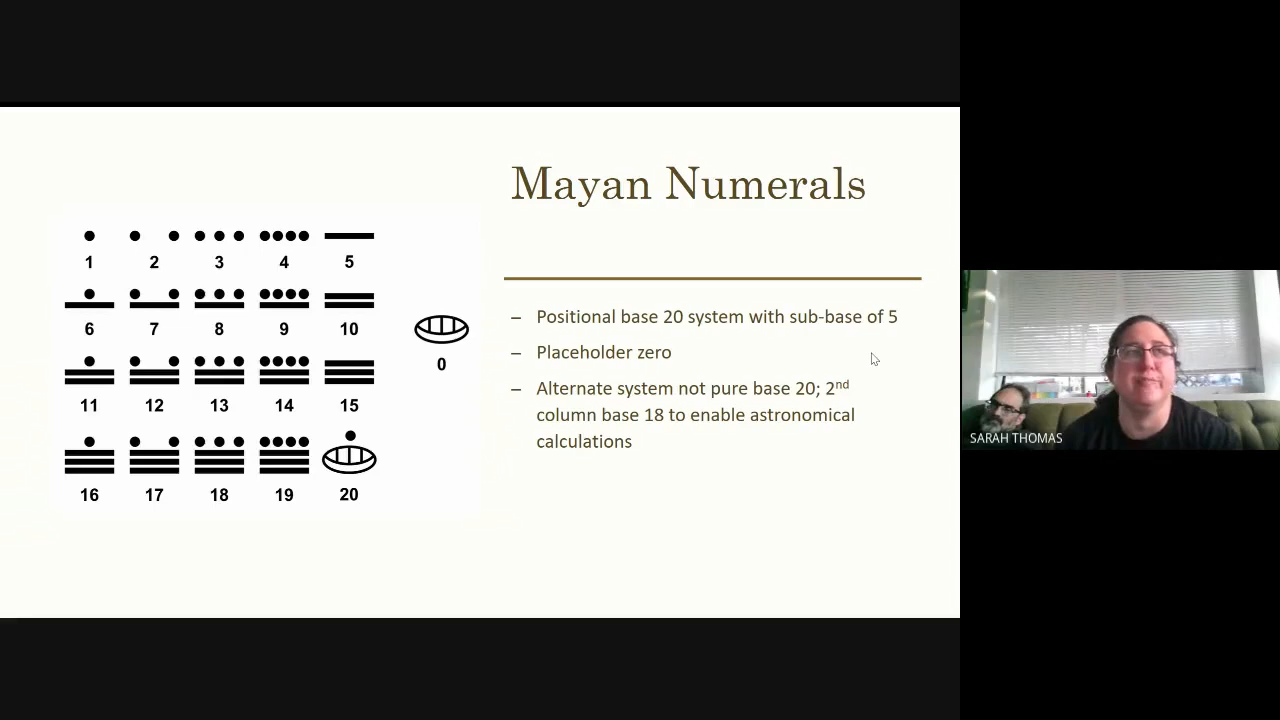 Mayan Numerals
1 2 3 4 5
6 7 8 9 10
0
11 12 13 14 15
16 17 18 19 20
– Positional base 20 system with sub-base of 5
– Placeholder zero
– Alternate system not pure base 20; 2nd
column base 18 to enable astronomical
calculations
SARAH THOMAS